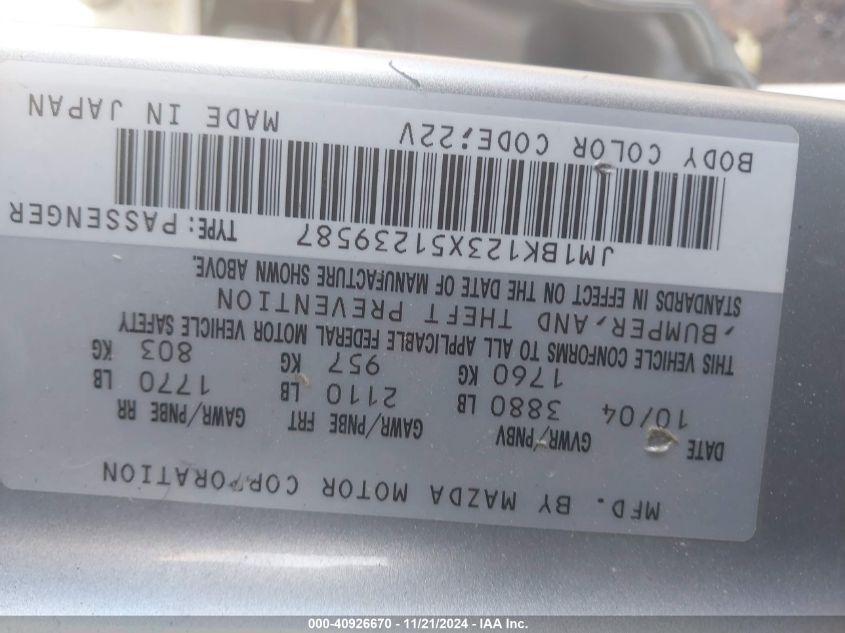 MFD. BY MAZDA MOTOR CORPORATION
DATE GVWR/PNBV GAWR/PNBE FRT GAWR/PNBE RR
10/04 3880 LB 2110 LB 1770 LB
1760 KG 957 KG 803 KG
THIS VEHICLE CONFORMS TO ALL APPLICABLE FEDERAL MOTOR VEHICLE SAFETY
,BUMPER,AND THEFT PREVENTION
STANDARDS IN EFFECT ON THE DATE OF MANUFACTURE SHOWN ABOVE.
JM1BK123X51239587 TYPE:PASSENGER
BODY COLOR CODE:22V MADE IN JAPAN
000-40926670 - 11/21/2024 - IAA Inc.